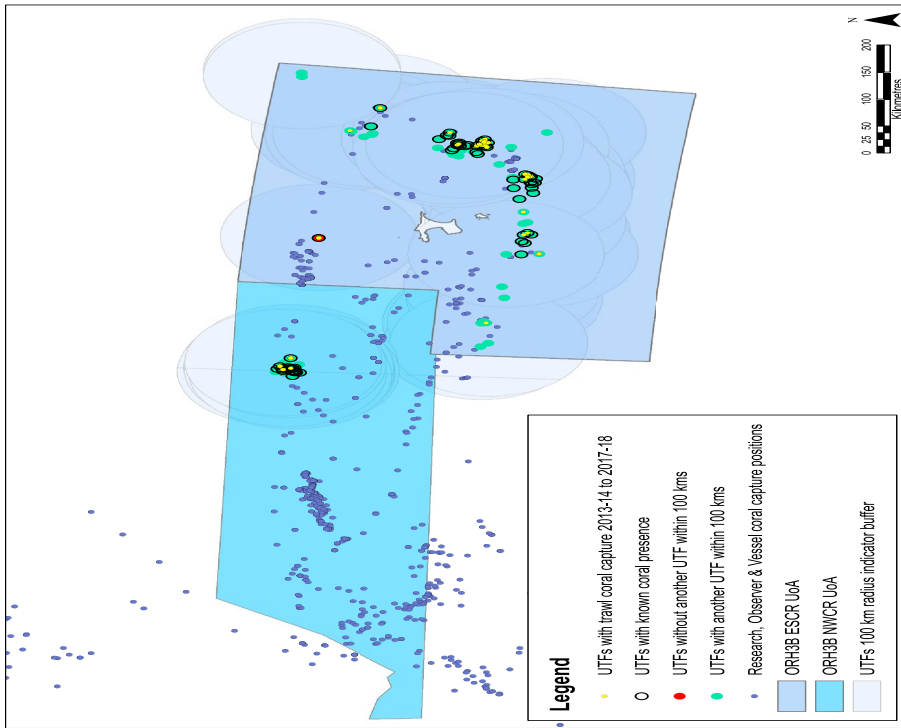 Legend
UTFs with trawl coral capture 2013-14 to 2017-18
UTFs with known coral presence
UTFs without another UTF within 100 kms
UTFs with another UTF within 100 kms
Research, Observer & Vessel coral capture positions
ORH3B ESCR UoA
ORH3B NWCR UoA
UTFs 100 km radius indicator buffer
N
0 25 50 100 150 200
Kilometres